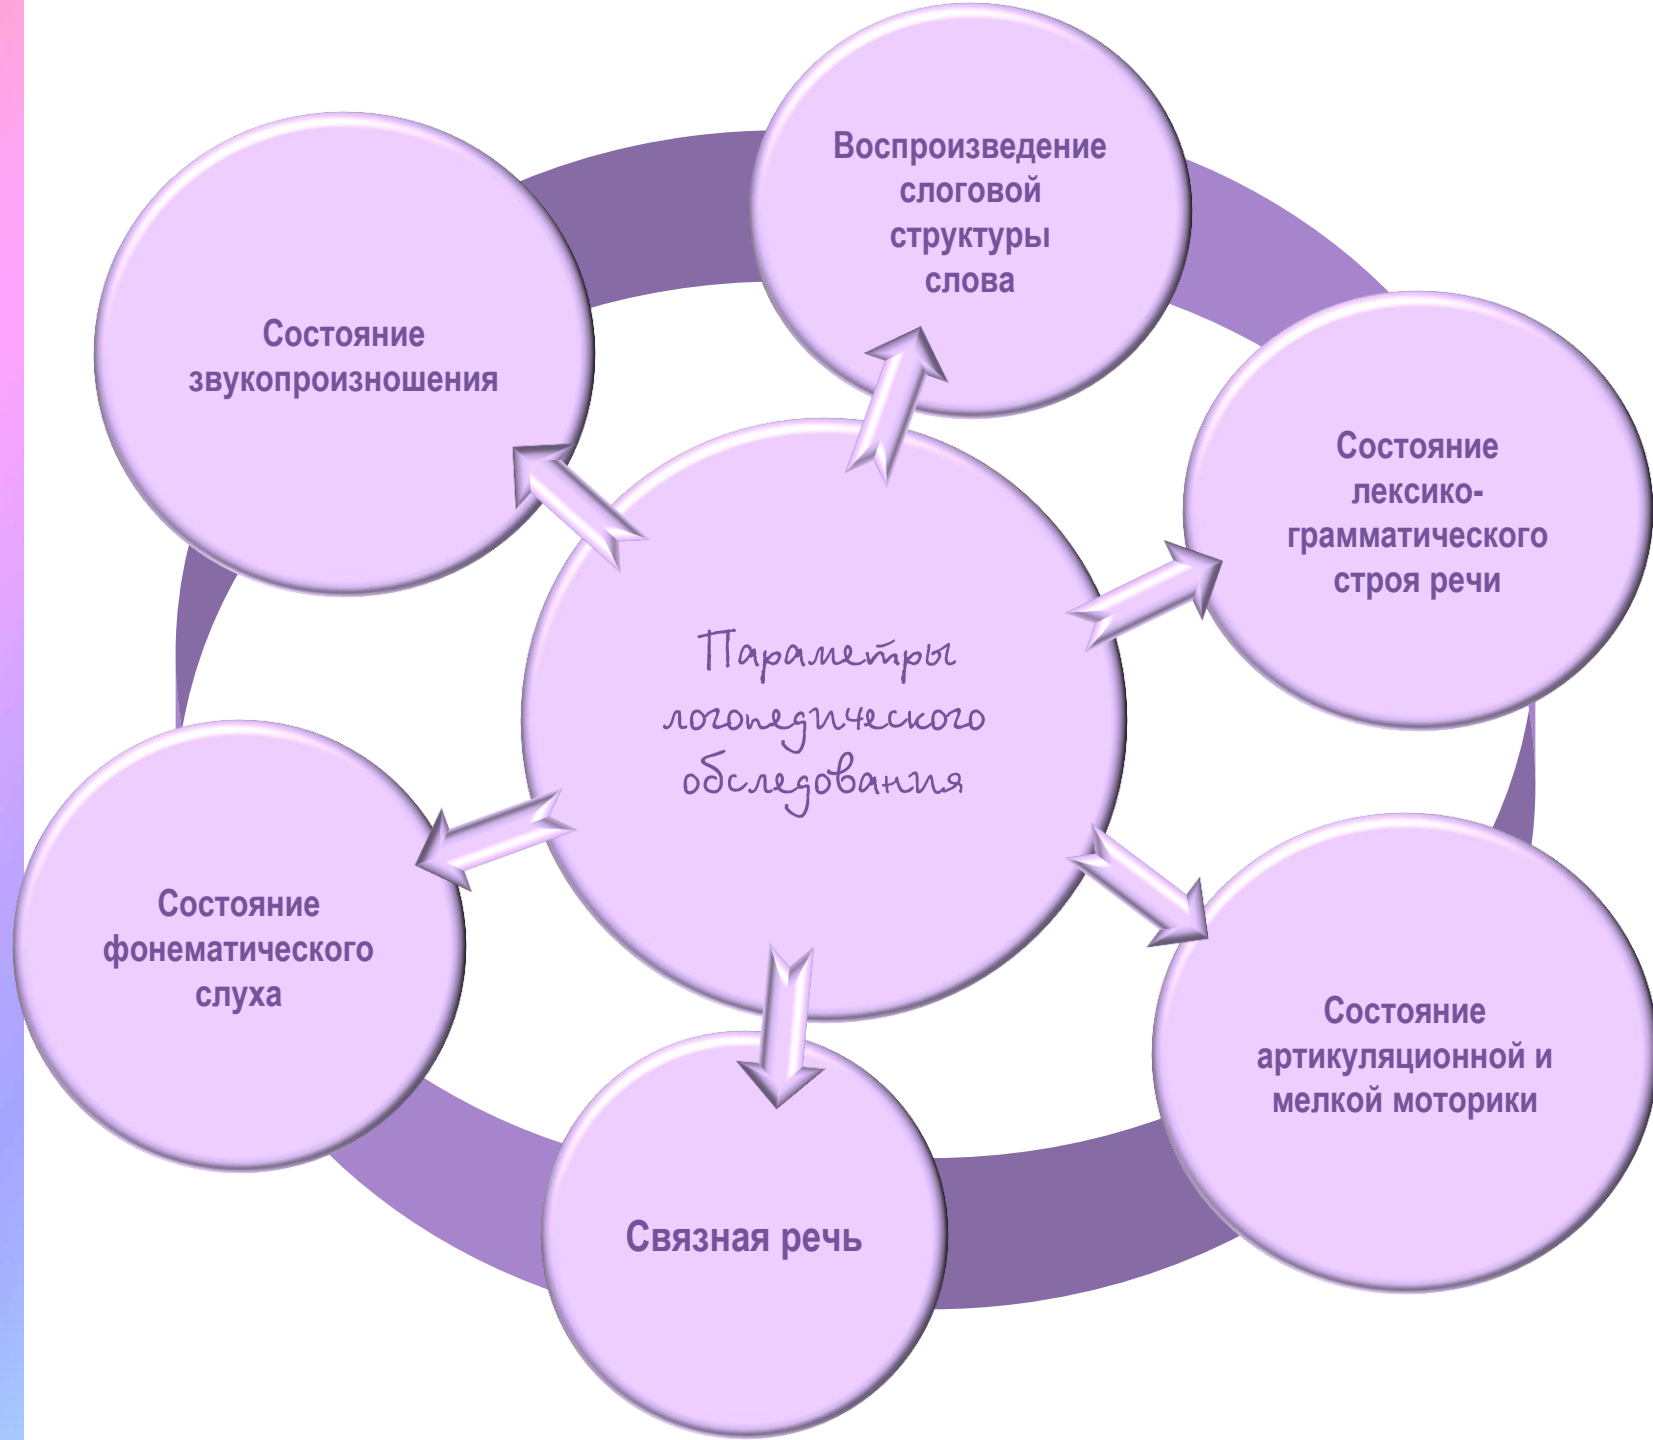 Воспроизведение
слоговой
структуры
слова
Состояние
звукопроизношения
Состояние
лексико-
грамматического
строя речи
Параметры
логопедического
обследования
Состояние
фонематического
слуха
Состояние
артикуляционной и
мелкой моторики
Связная речь